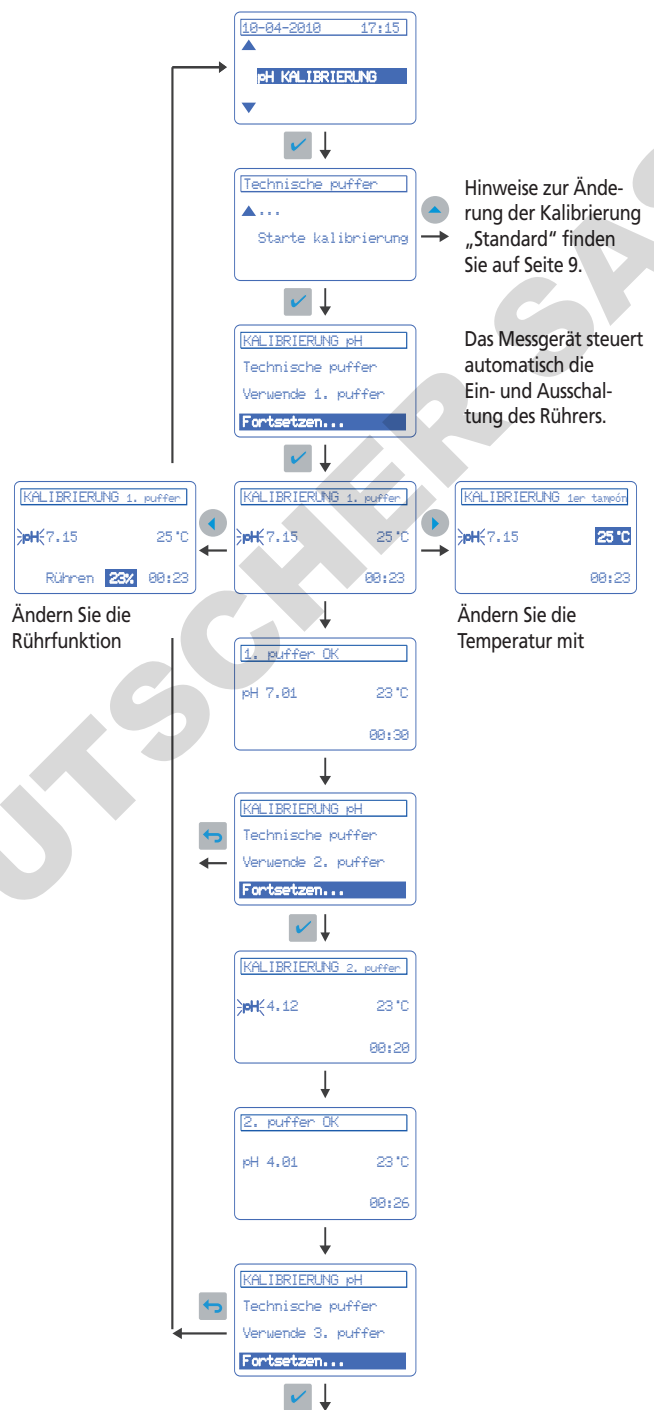 10-04-2010 17:15
pH KALIBRIERUNG
Technische puffer
...
Starte kalibrierung
Hinweise zur Ände-
rung der Kalibrierung
„Standard“ finden
Sie auf Seite 9.
KALIBRIERUNG pH
Technische puffer
Verwende 1. puffer
Fortsetzen...
Das Messgerät steuert
automatisch die
Ein- und Ausschal-
tung des Rührers.
KALIBRIERUNG 1. puffer
pH 7.15 25°C
Rühren 23% 00:23
Ändern Sie die
Rührfunktion
KALIBRIERUNG 1. puffer
pH 7.15 25°C
00:23
KALIBRIERUNG 1er tampón
pH 7.15 25°C
00:23
Ändern Sie die
Temperatur mit
1. puffer OK
pH 7.01 23°C
00:30
KALIBRIERUNG pH
Technische puffer
Verwende 2. puffer
Fortsetzen...
KALIBRIERUNG 2. puffer
pH 4.12 23°C
00:20
2. puffer OK
pH 4.01 23°C
00:26
KALIBRIERUNG pH
Technische puffer
Verwende 3. puffer
Fortsetzen...
UTSCHER SAS